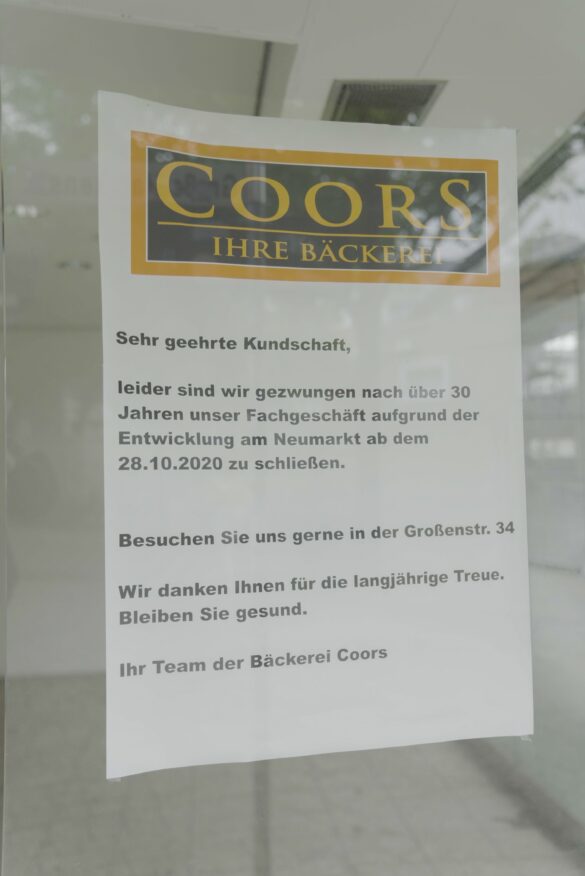 COORS
IHRE BÄCKEREI
Sehr geehrte Kundschaft,
leider sind wir gezwungen nach über 30
Jahren unser Fachgeschäft aufgrund der
Entwicklung am Neumarkt ab dem
28.10.2020 zu schließen.
Besuchen Sie uns gerne in der Großenstr. 34
Wir danken Ihnen für die langjährige Treue.
Bleiben Sie gesund.
Ihr Team der Bäckerei Coors